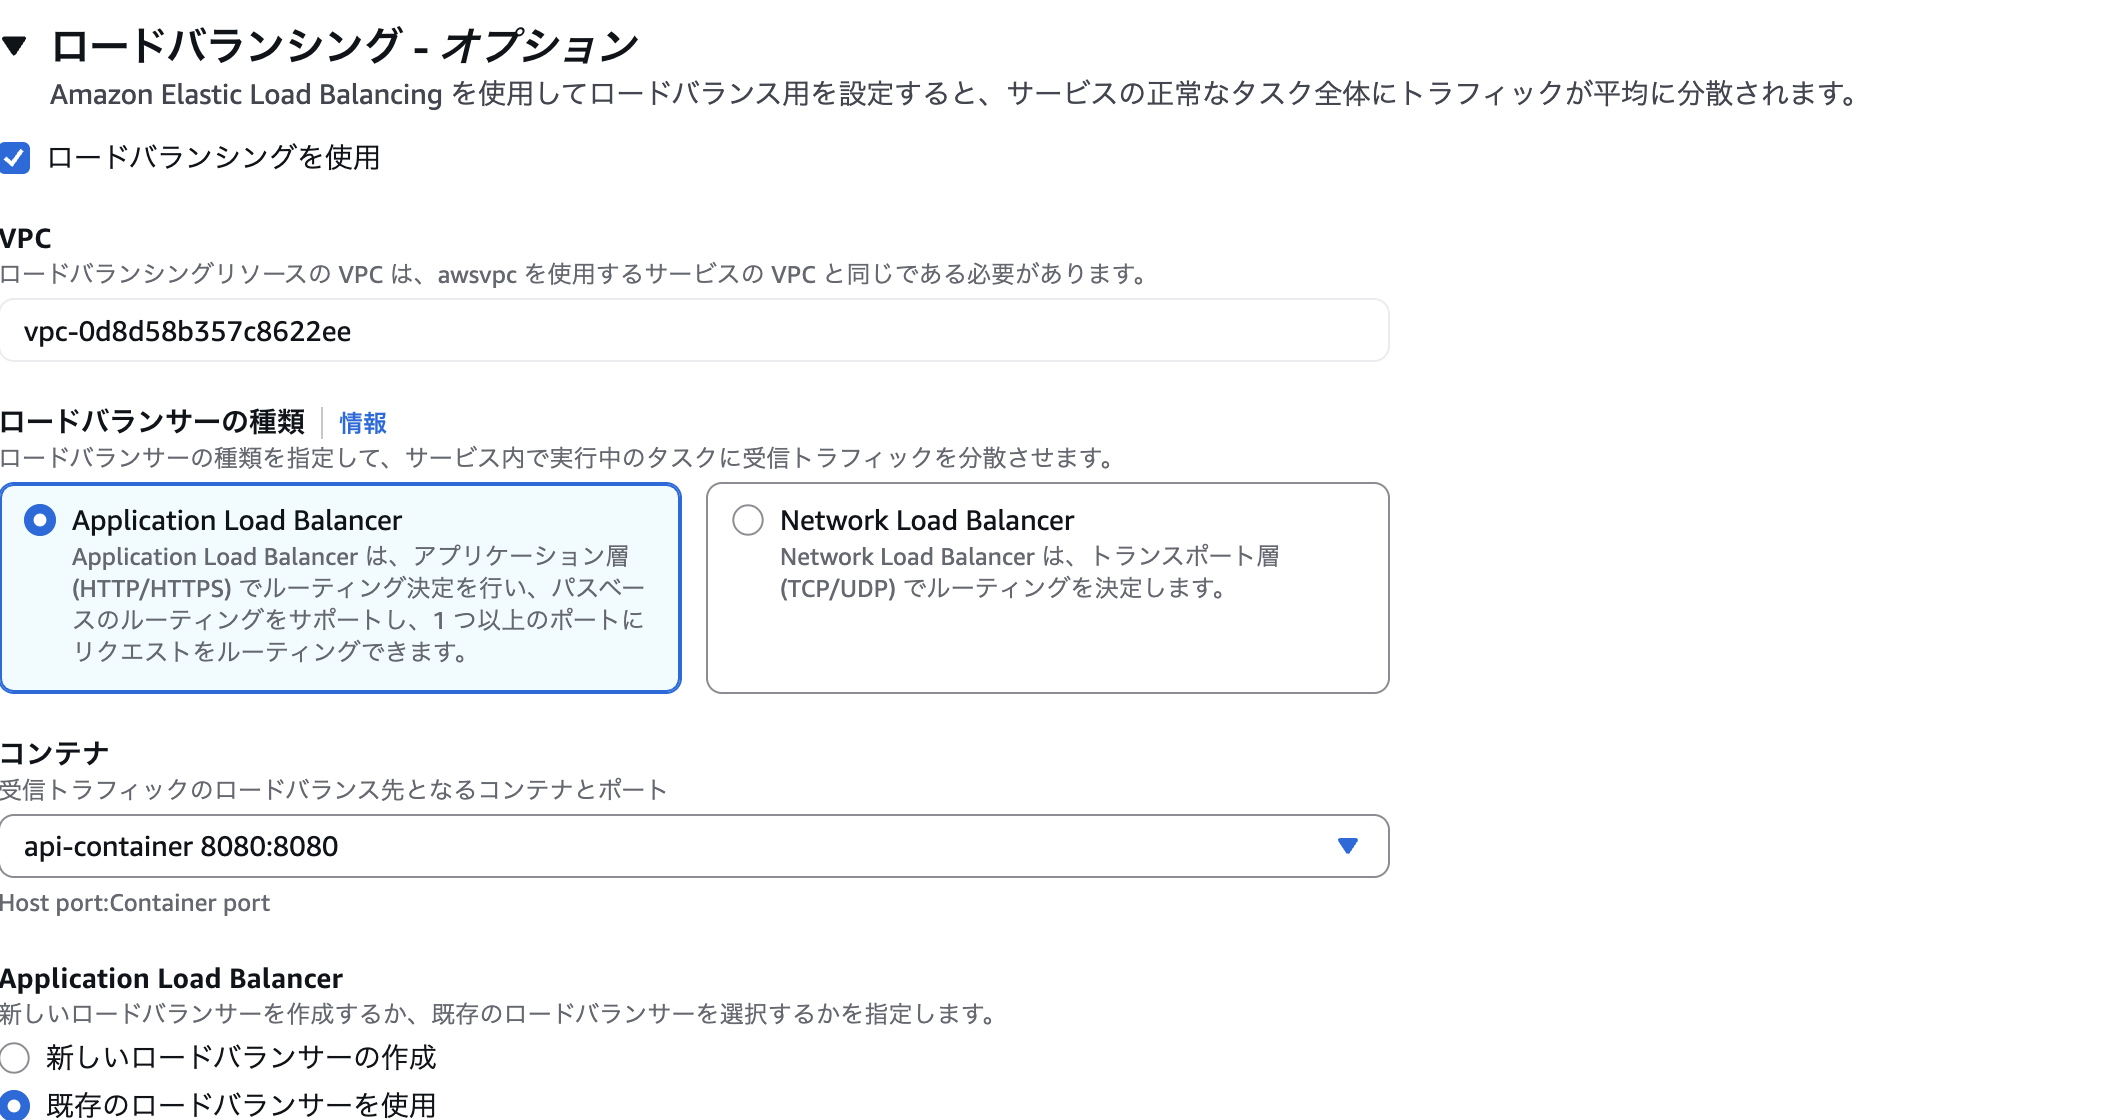 ロードバランシング - オプション
Amazon Elastic Load Balancing を使用してロードバランス用を設定すると、サービスの正常なタスク全体にトラフィックが平均に分散されます。
ロードバランシングを使用
VPC
ロードバランシングリソースの VPC は、awsvpc を使用するサービスの VPC と同じである必要があります。
vpc-0d8d58b357c8622ee
ロードバランサーの種類 情報
ロードバランサーの種類を指定して、サービス内で実行中のタスクに受信トラフィックを分散させます。
Application Load Balancer
Application Load Balancer は、アプリケーション層
(HTTP/HTTPS) でルーティング決定を行い、パスベー
スのルーティングをサポートし、1 つ以上のポートに
リクエストをルーティングできます。
Network Load Balancer
Network Load Balancer は、トランスポート層
(TCP/UDP) でルーティングを決定します。
コンテナ
受信トラフィックのロードバランス先となるコンテナとポート
api-container 8080:8080
Host port:Container port
Application Load Balancer
新しいロードバランサーを作成するか、既存のロードバランサーを選択するかを指定します。
新しいロードバランサーの作成
既存のロードバランサーを使用